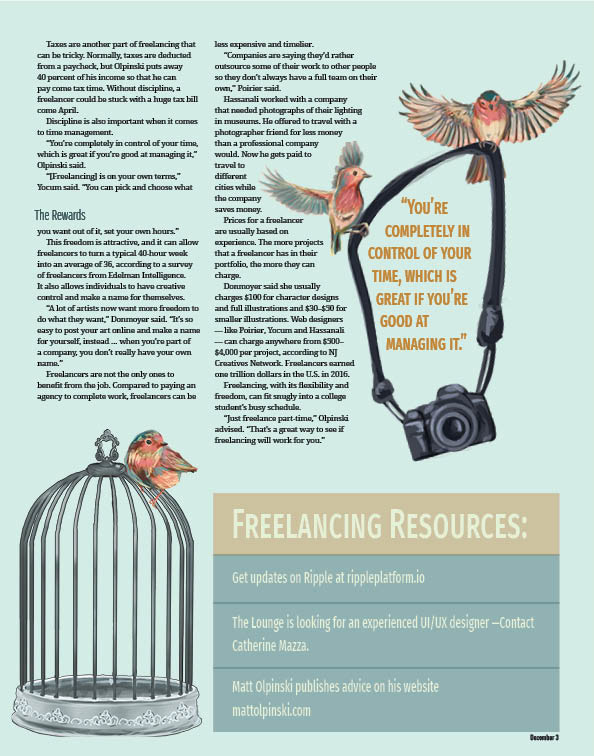 Taxes are another part of freelancing that
can be tricky. Normally, taxes are deducted
from a paycheck, but Olpinski puts away
40 percent of his income so that he can
pay come tax time. Without discipline, a
freelancer could be stuck with a huge tax bill
come April.
Discipline is also important when it comes
to time management.
“You’re completely in control of your time,
which is great if you’re good at managing it,”
Olpinski said.
“[Freelancing] is on your own terms,”
Yocum said. “You can pick and choose what
The Rewards
you want out of it, set your own hours.”
This freedom is attractive, and it can allow
freelancers to turn a typical 40-hour week
into an average of 36, according to a survey
of freelancers from Edelman Intelligence.
It also allows individuals to have creative
control and make a name for themselves.
“A lot of artists now want more freedom to
do what they want,” Donmoyer said. “It’s so
easy to post your art online and make a name
for yourself, instead ... when you’re part of
a company, you don’t really have your own
name.”
Freelancers are not the only ones to
benefit from the job. Compared to paying an
agency to complete work, freelancers can be
less expensive and timelier.
“Companies are saying they’d rather
outsource some of their work to other people
so they don’t always have a full team on their
own,” Poirier said.
Hassanali worked with a company
that needed photographs of their lighting
in museums. He offered to travel with a
photographer friend for less money
than a professional company
would. Now he gets paid to
travel to
different
cities while
the company
saves money.
Prices for a freelancer
are usually based on
experience. The more projects
that a freelancer has in their
portfolio, the more they can
charge.
Donmoyer said she usually
charges $100 for character designs
and full illustrations and $30–$50 for
smaller illustrations. Web designers
— like Poirier, Yocum and Hassanali
— can charge anywhere from $500–
$4,000 per project, according to NJ
Creatives Network. Freelancers earned
one trillion dollars in the U.S. in 2016.
Freelancing, with its flexibility and
freedom, can fit snugly into a college
student’s busy schedule.
“Just freelance part-time,” Olpinski
advised. “That’s a great way to see if
freelancing will work for you.”
“You’re
completely in
control of your
time, which is
great if you’re
good at
managing it.”
Freelancing Resources:
Get updates on Ripple at rippleplatform.io
The Lounge is looking for an experienced UI/UX designer —Contact
Catherine Mazza.
Matt Olpinski publishes advice on his website
mattolpinski.com
December 3